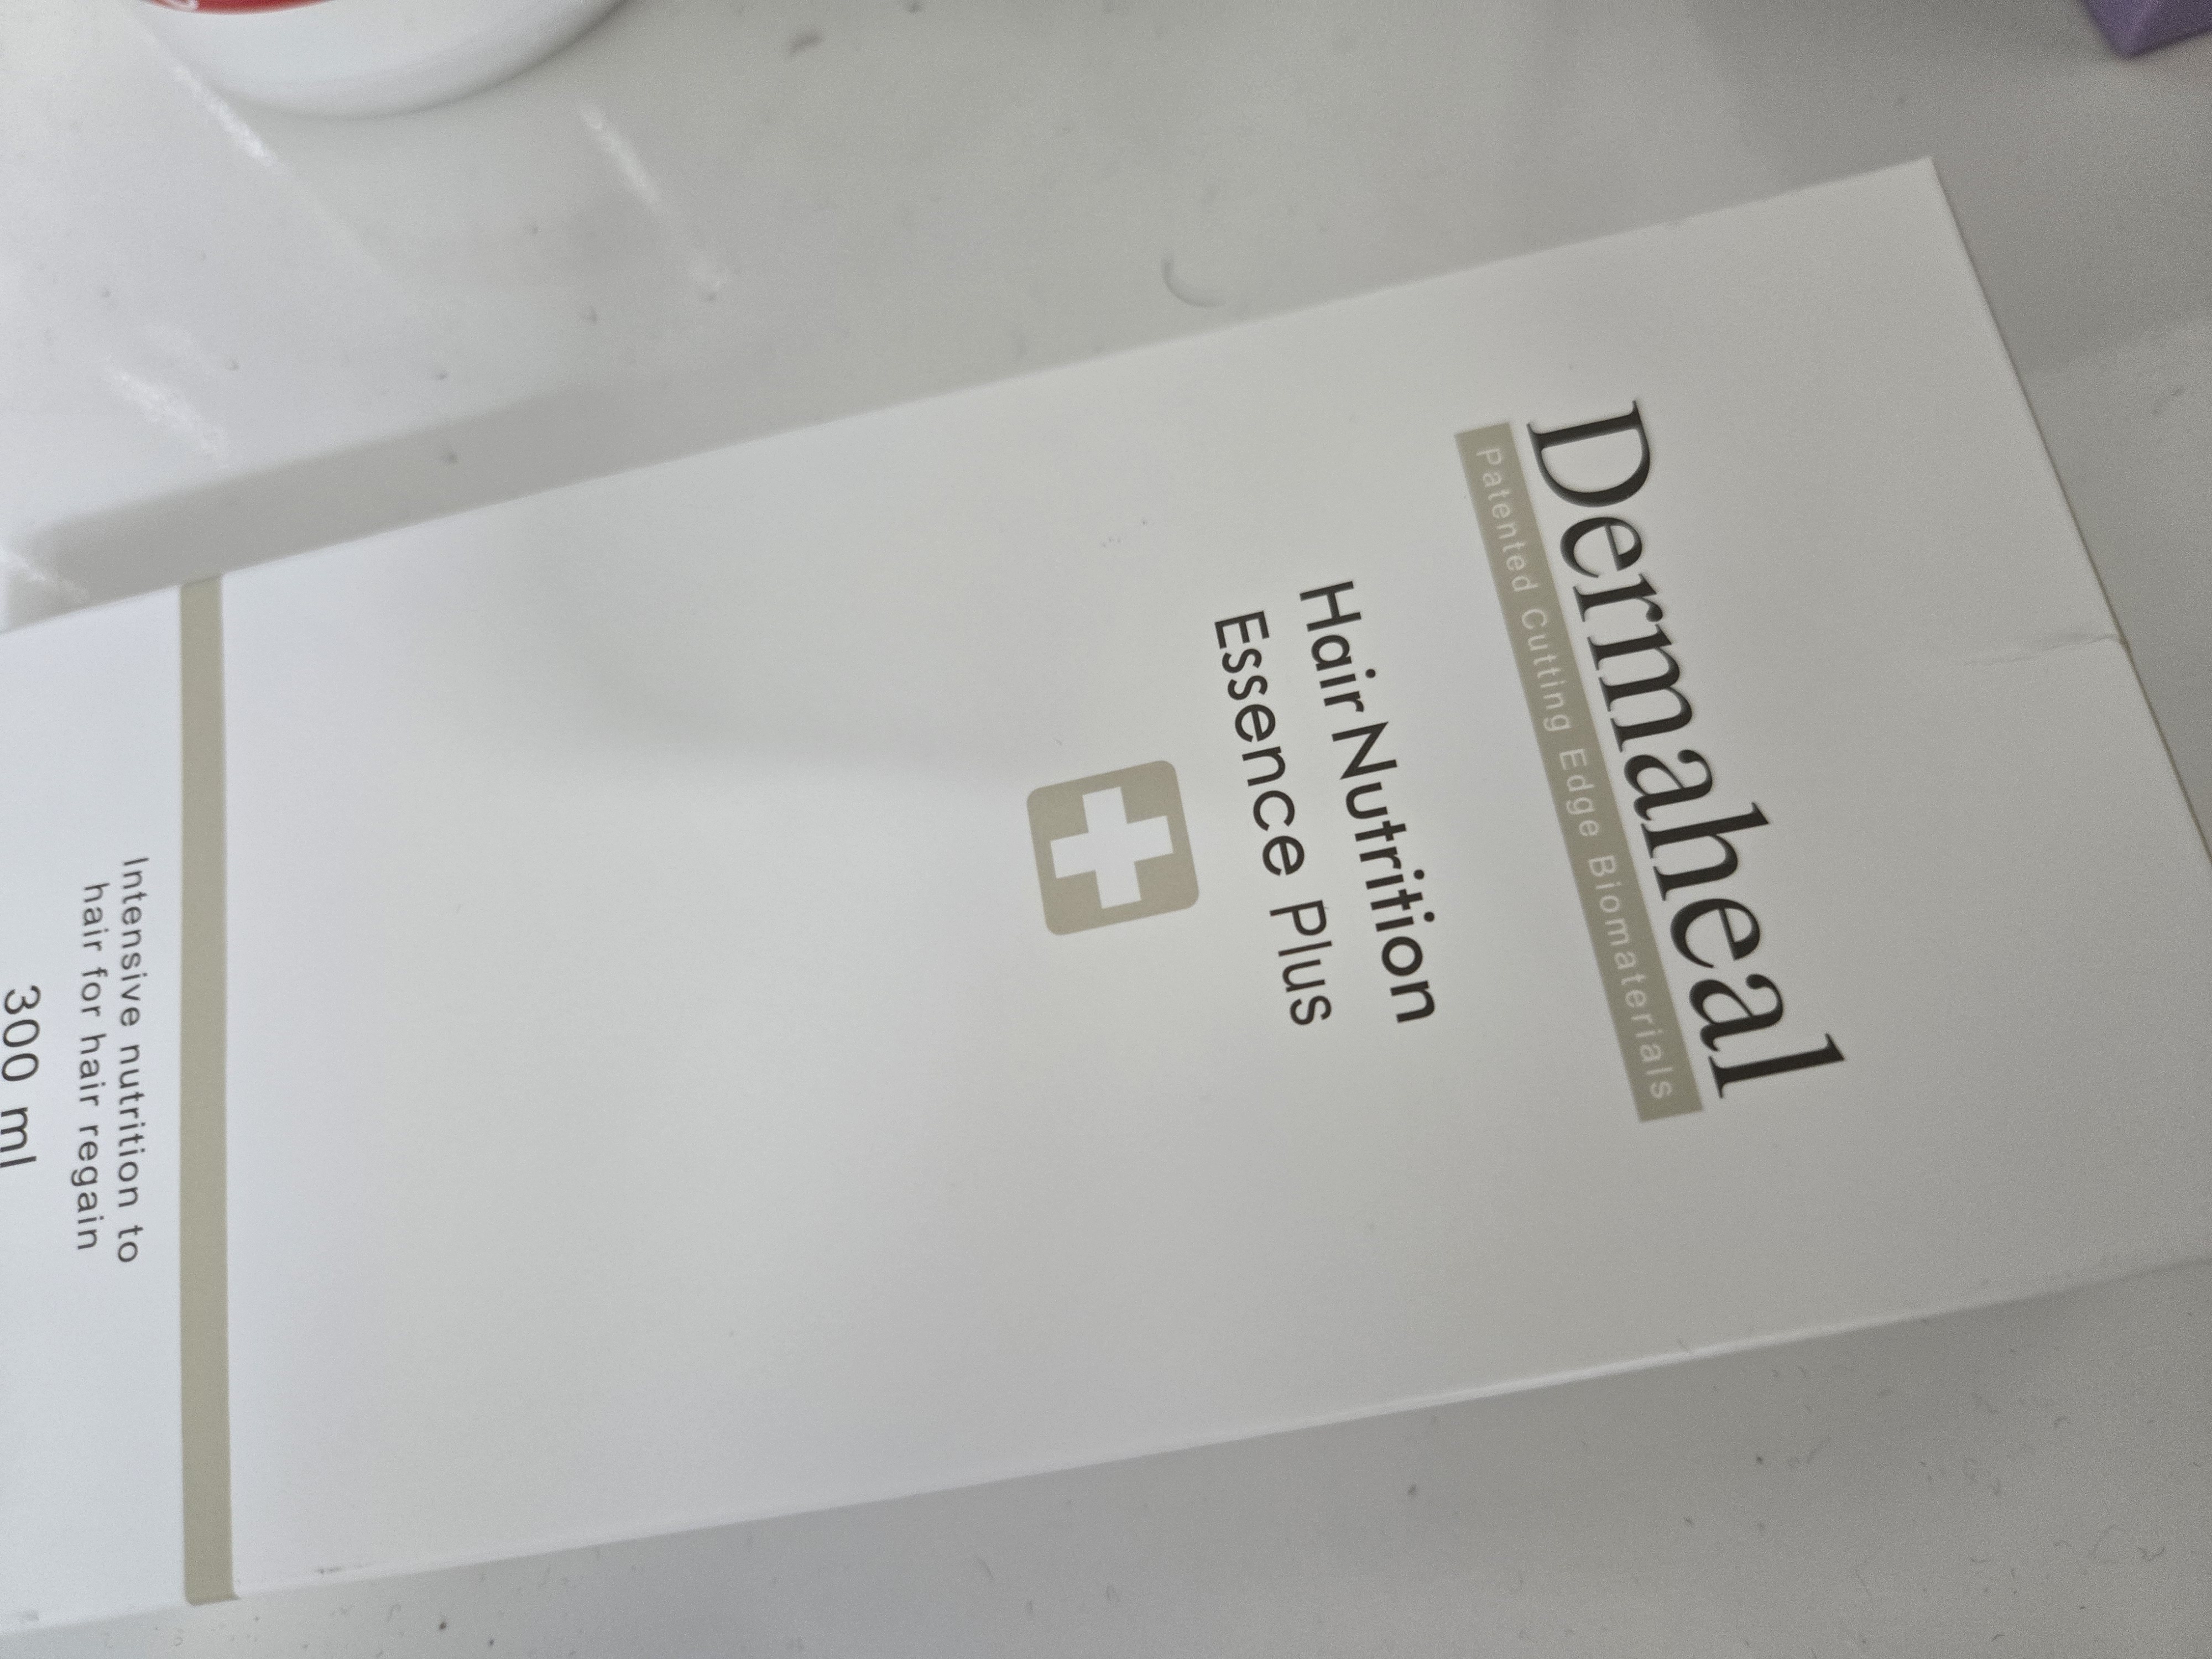 Dermaheal
Patented Cutting Edge Biomaterials
Hair Nutrition
Essence Plus
Intensive nutrition to
hair for hair regain
300 ml